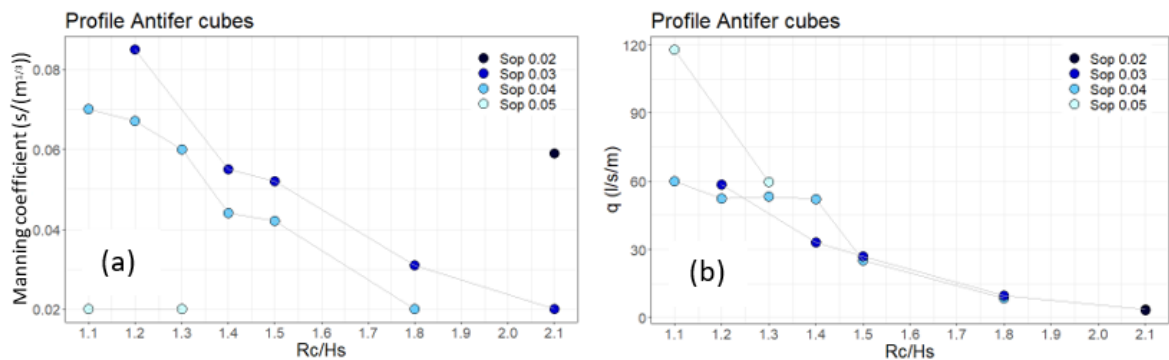 Profile Antifer cubes
Manning coefficient (s/(m¹ᐟ³))
0.08
0.06
0.04
0.02
Sop 0.02
Sop 0.03
Sop 0.04
Sop 0.05
(a)
1.1 1.2 1.3 1.4 1.5 1.6 1.7 1.8 1.9 2.0 2.1
Rc/Hs
Profile Antifer cubes
q (l/s/m)
120
90
60
30
0
Sop 0.02
Sop 0.03
Sop 0.04
Sop 0.05
(b)
1.1 1.2 1.3 1.4 1.5 1.6 1.7 1.8 1.9 2.0 2.1
Rc/Hs